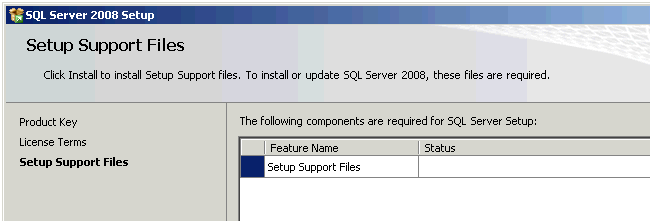 SQL Server 2008 Setup
Setup Support Files
Click Install to install Setup Support files. To install or update SQL Server 2008, these files are required.
Product Key
License Terms
Setup Support Files
The following components are required for SQL Server Setup:
Feature Name Status
Setup Support Files